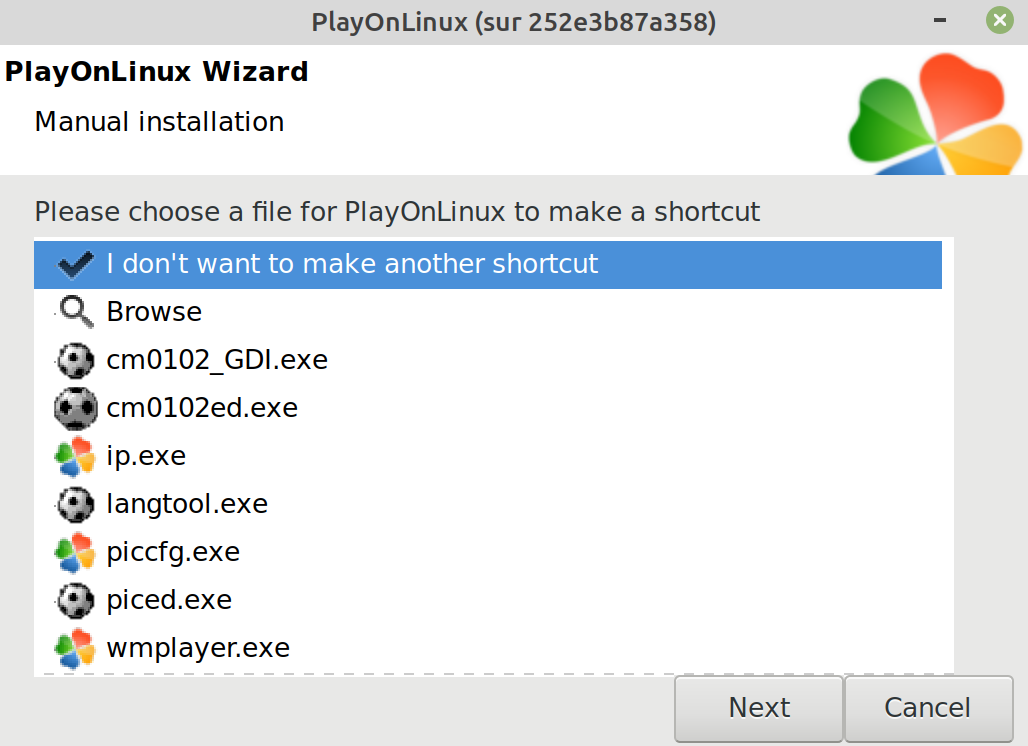 PlayOnLinux (sur 252e3b87a358)
PlayOnLinux Wizard
Manual installation
Please choose a file for PlayOnLinux to make a shortcut
I don't want to make another shortcut
Browse
cm0102_GDI.exe
cm0102ed.exe
ip.exe
langtool.exe
piccfg.exe
piced.exe
wmplayer.exe
Next Cancel